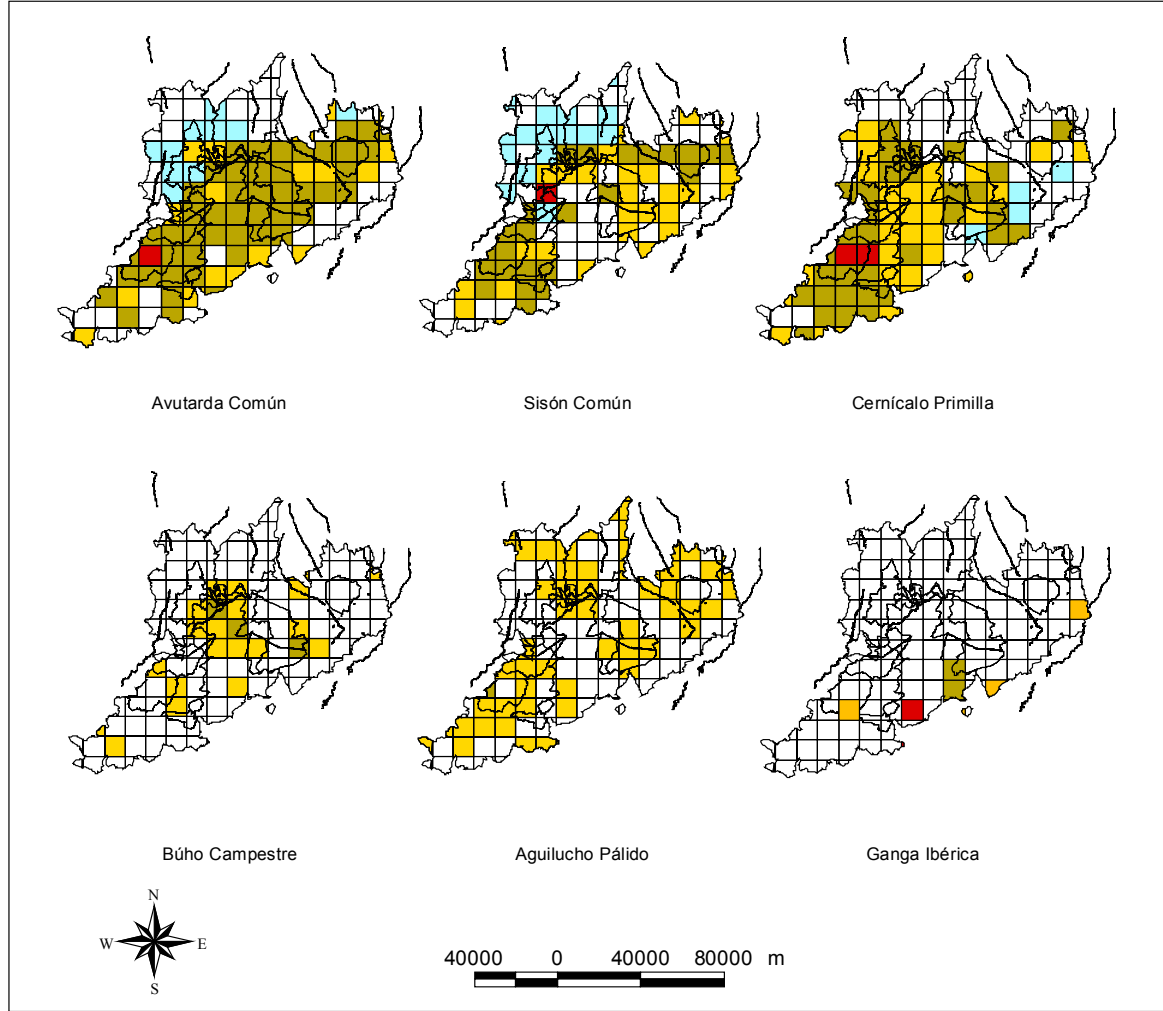 Avutarda Común
Sisón Común
Cernícalo Primilla
Búho Campestre
Aguilucho Pálido
Ganga Ibérica
N
W E
S
40000 0 40000 80000 m